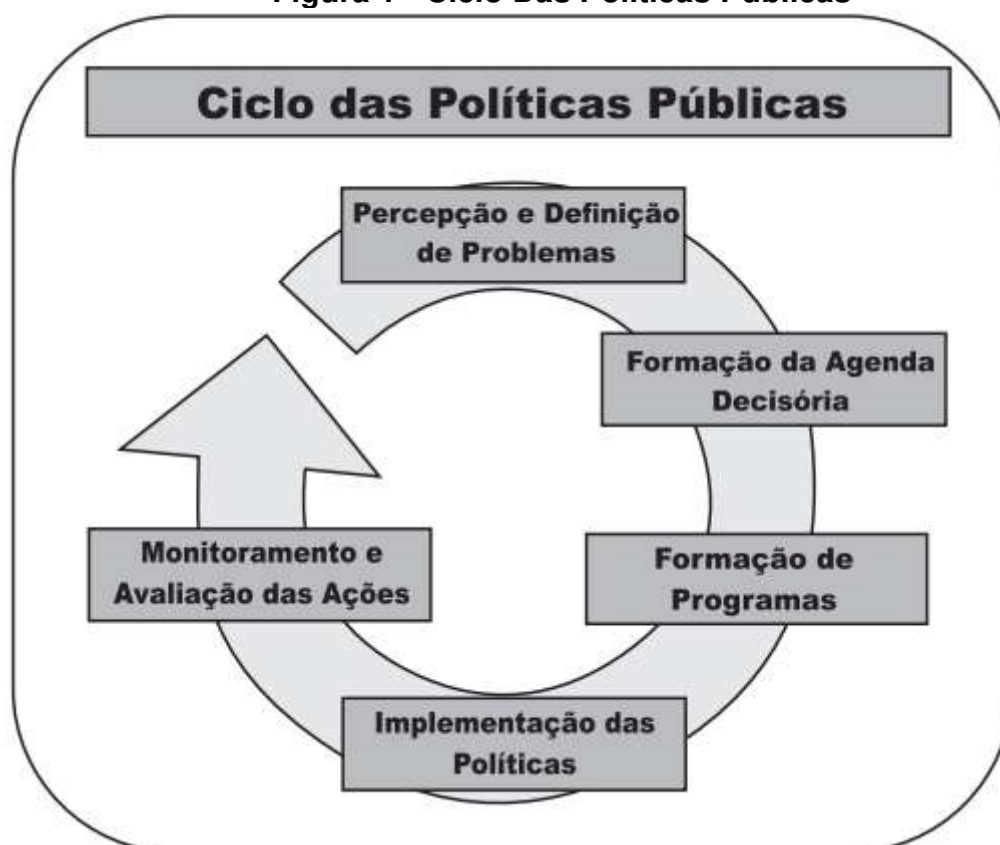 Ciclo das Políticas Públicas
Percepção e Definição
de Problemas
Formação da Agenda
Decisória
Formação de
Programas
Implementação das
Políticas
Monitoramento e
Avaliação das Ações